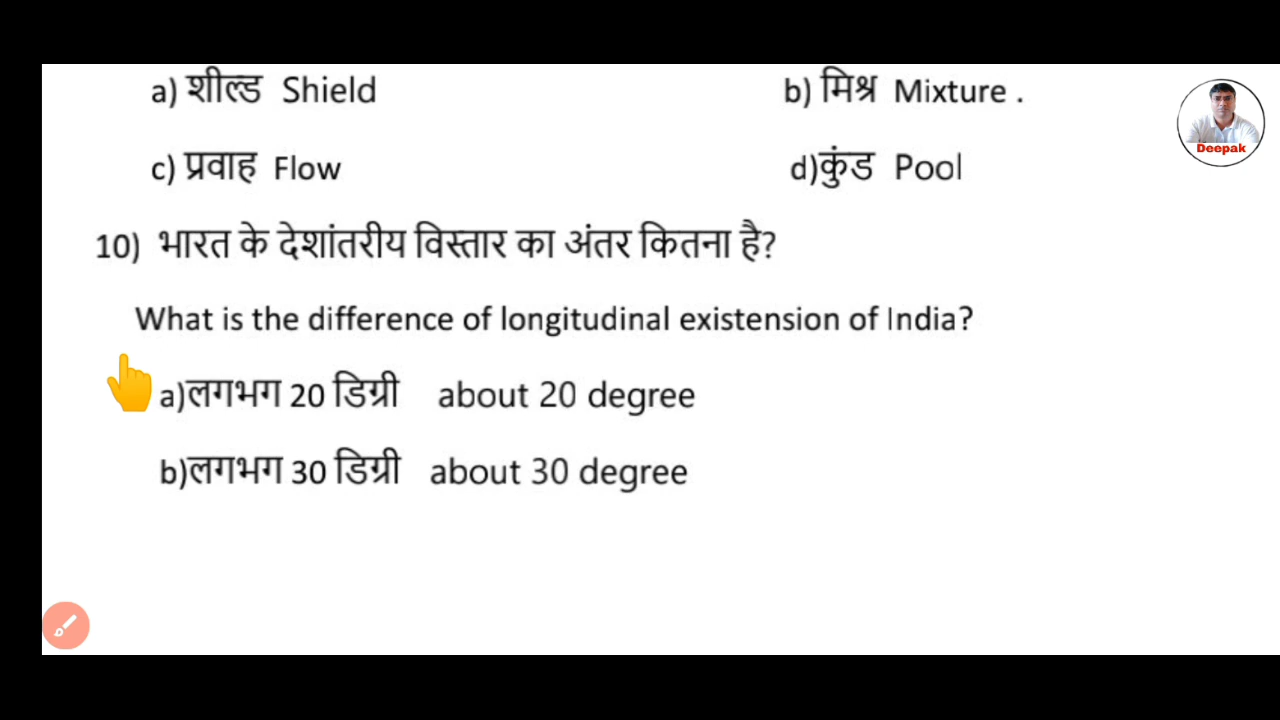 a) शील्ड Shield
b) मिश्र Mixture .
c) प्रवाह Flow
d)कुंड Pool
10) भारत के देशांतरीय विस्तार का अंतर कितना है?
What is the difference of longitudinal existension of India?
a)लगभग 20 डिग्री about 20 degree
b)लगभग 30 डिग्री about 30 degree
Deepak